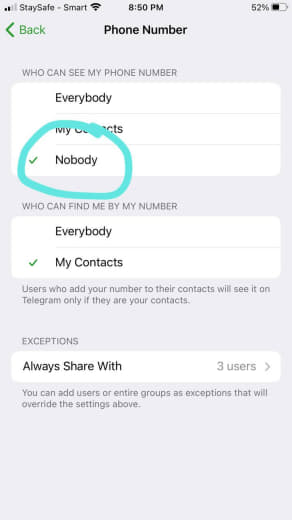 StaySafe - Smart 8:50 PM 52%
Back Phone Number
WHO CAN SEE MY PHONE NUMBER
Everybody
My Contacts
Nobody
WHO CAN FIND ME BY MY NUMBER
Everybody
My Contacts
Users who add your number to their contacts will see it on
Telegram only if they are your contacts.
EXCEPTIONS
Always Share With 3 users
You can add users or entire groups as exceptions that will
override the settings above.